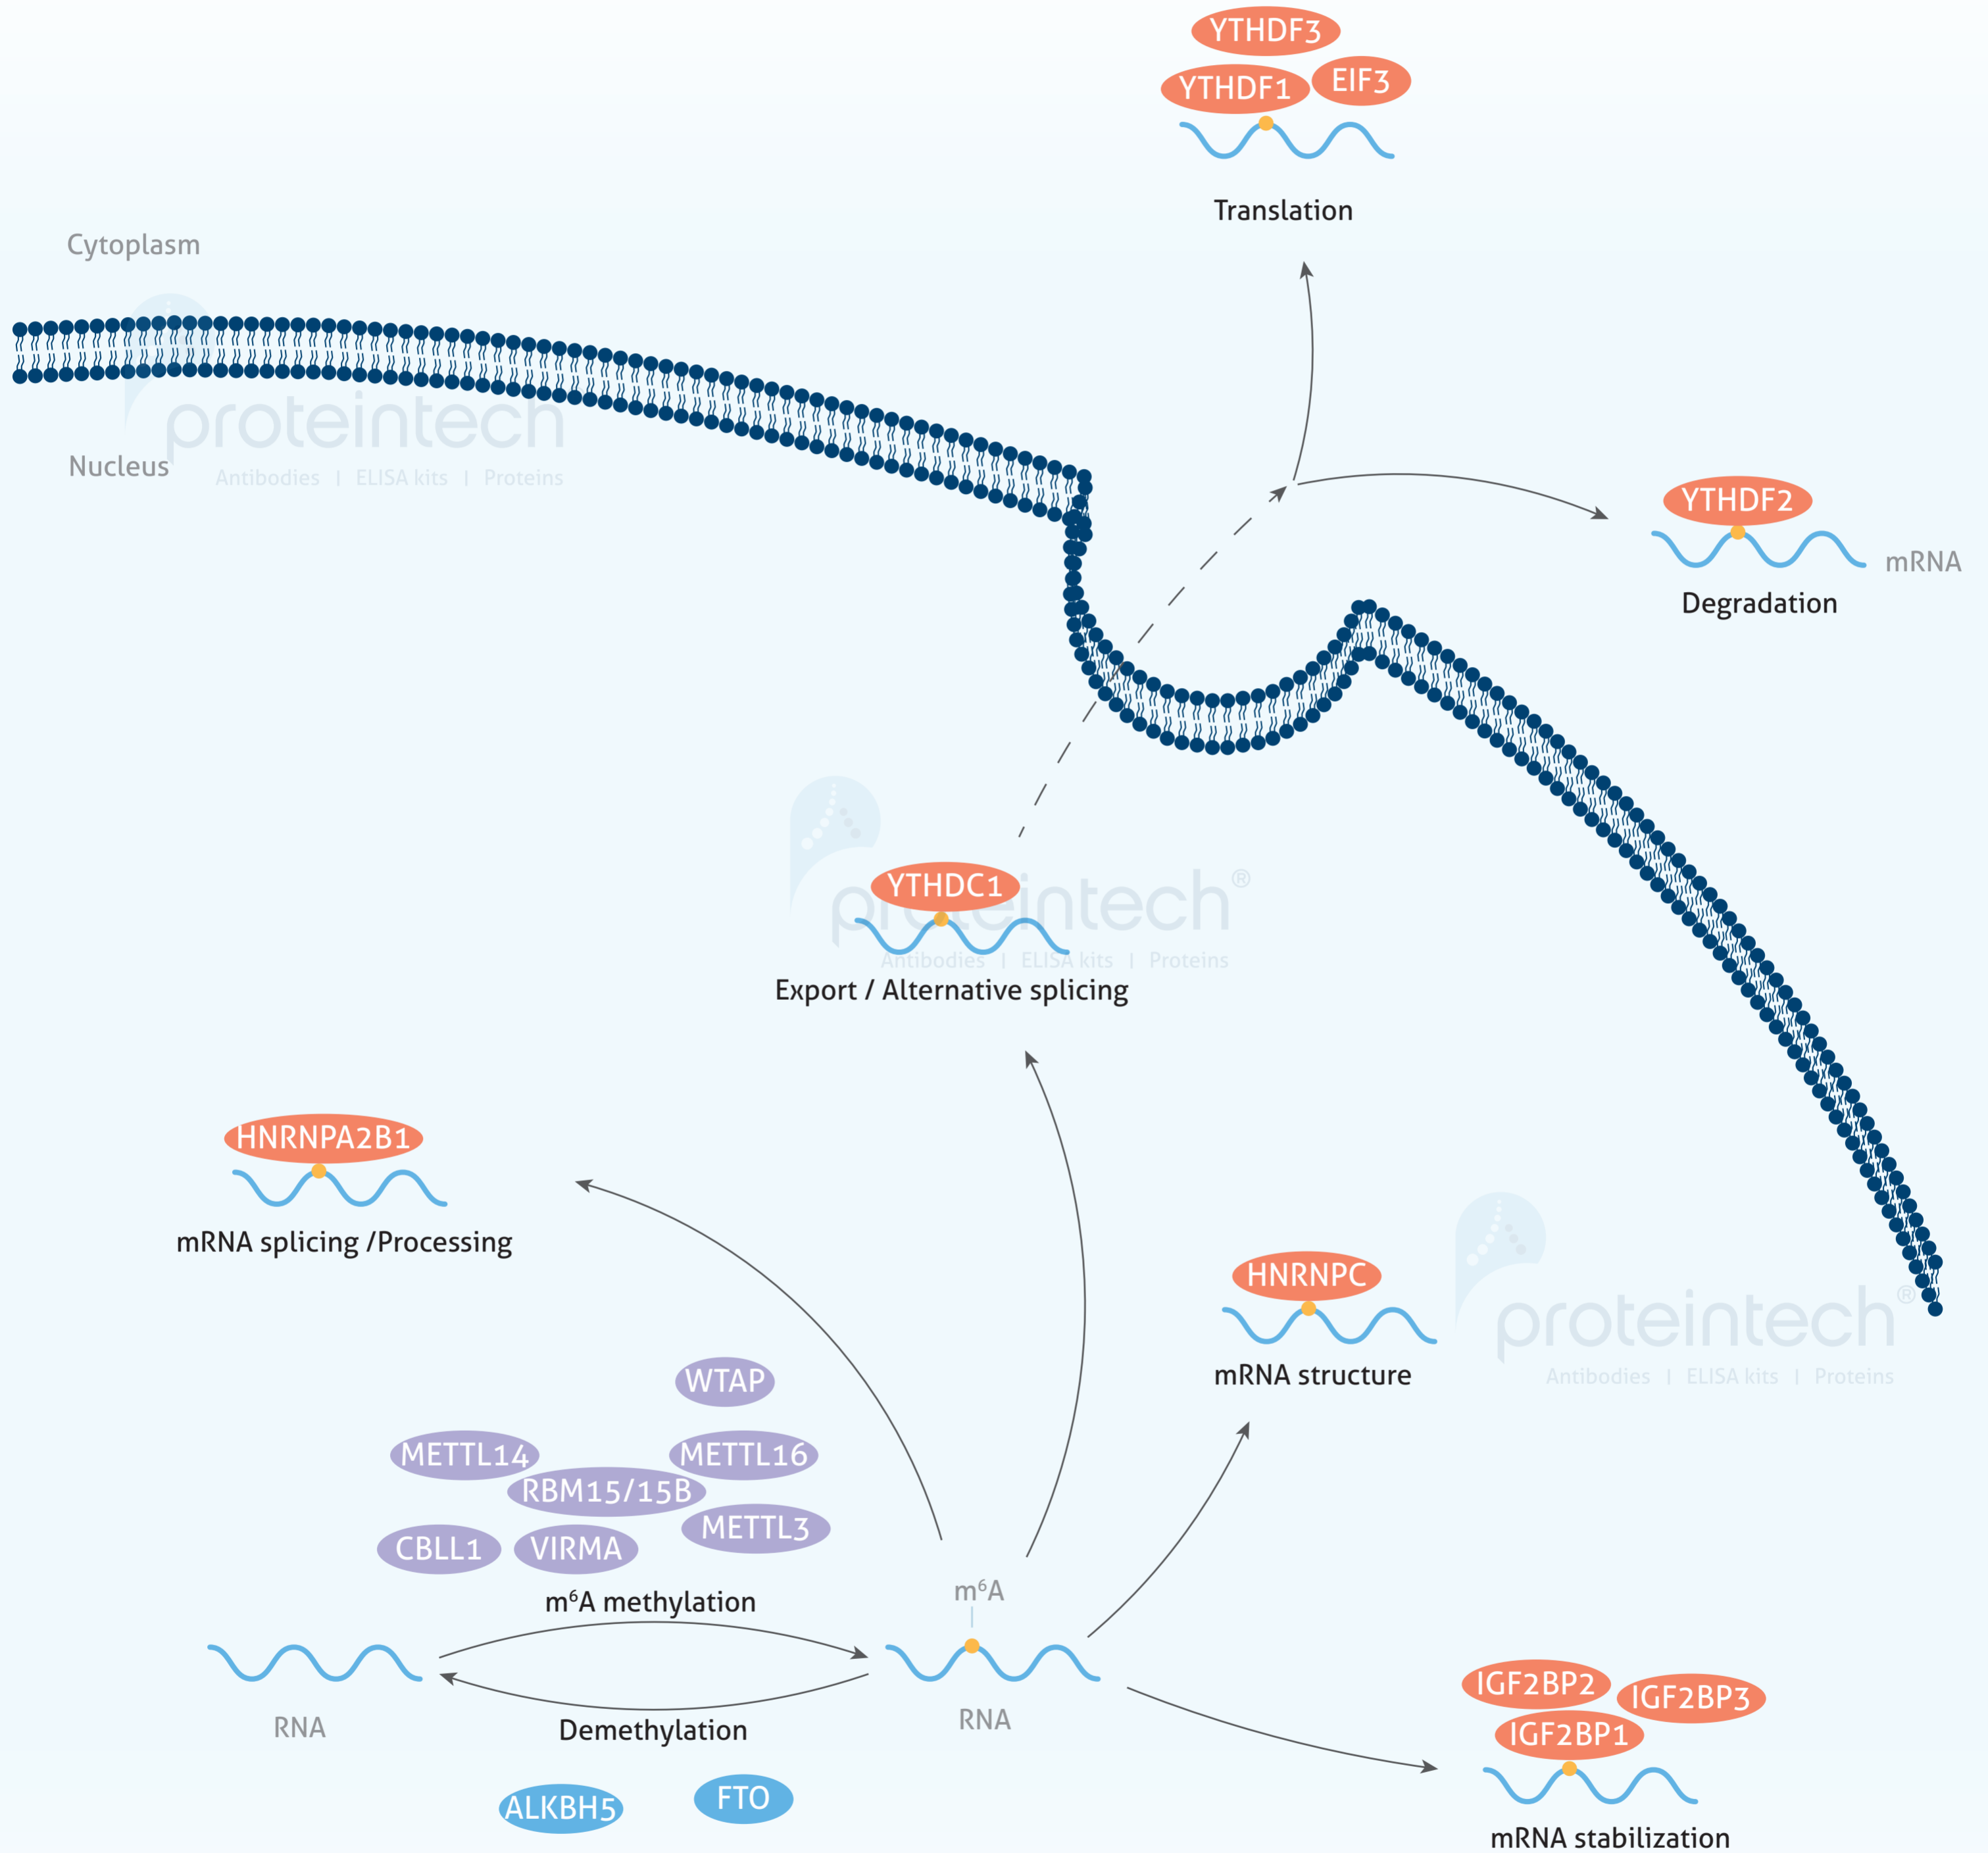 YTHDF3
YTHDF1
EIF3
Translation
Cytoplasm
proteintech
Antibodies | ELISA kits | Proteins
Nucleus
YTHDF2
mRNA
Degradation
YTHDC1
proteintech®
Antibodies | ELISA kits | Proteins
Export / Alternative splicing
HNRNPA2B1
mRNA splicing /Processing
HNRNPC
mRNA structure
proteintech®
Antibodies | ELISA kits | Proteins
WTAP
METTL14
METTL16
RBM15/15B
METTL3
CBLL1
VIRMA
m⁶A methylation
m⁶A
RNA
RNA
Demethylation
ALKBH5
FTO
IGF2BP2
IGF2BP3
IGF2BP1
mRNA stabilization